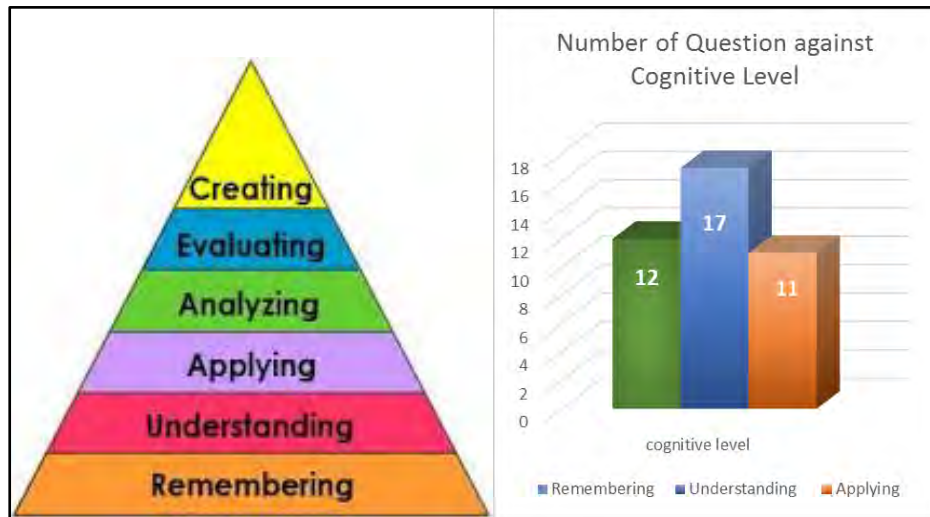 Creating
Evaluating
Analyzing
Applying
Understanding
Remembering
Number of Question against
Cognitive Level
18
16
14
12
10
8
6
4
2
0
12
17
11
cognitive level
Remembering Understanding Applying